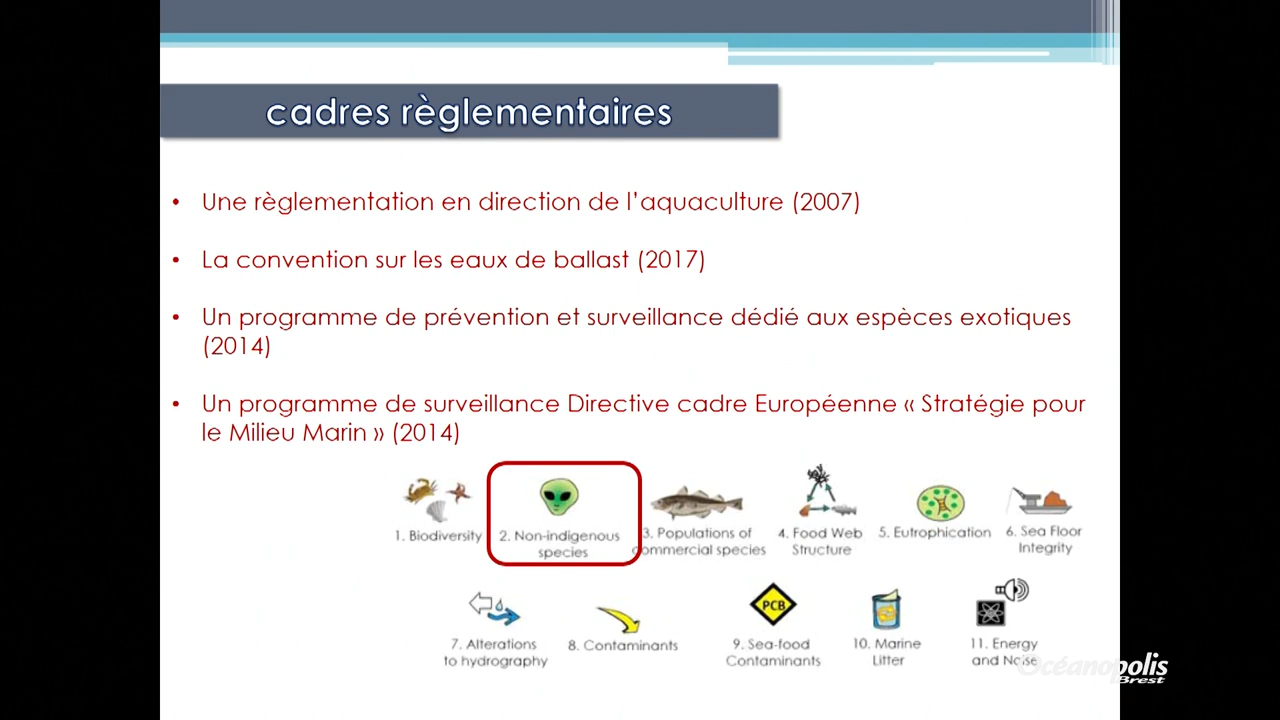 cadres règlementaires
• Une règlementation en direction de l’aquaculture (2007)
• La convention sur les eaux de ballast (2017)
• Un programme de prévention et surveillance dédié aux espèces exotiques
(2014)
• Un programme de surveillance Directive cadre Européenne « Stratégie pour
le Milieu Marin » (2014)
1. Biodiversity
2. Non-indigenous
species
3. Populations of
commercial species
4. Food Web
Structure
5. Eutrophication
6. Sea Floor
Integrity
7. Alterations
to hydrography
8. Contaminants
PCB
9. Sea-food
Contaminants
10. Marine
Litter
11. Energy
and Noise
Océanopolis
Brest